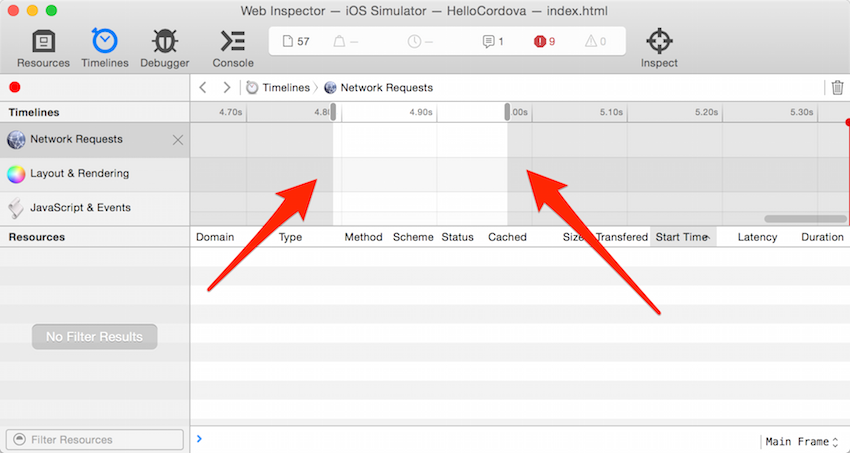 Web Inspector — iOS Simulator — HelloCordova — index.html
57 — — 1 9 0
Resources Timelines Debugger Console Inspect
Timelines Network Requests
Timelines 4.70s 4.8 4.90s .00s 5.10s 5.20s 5.30s
Network Requests
Layout & Rendering
JavaScript & Events
Resources Domain Type Method Scheme Status Cached Size Transfered Start Time Latency Duration
No Filter Results
Filter Resources Main Frame